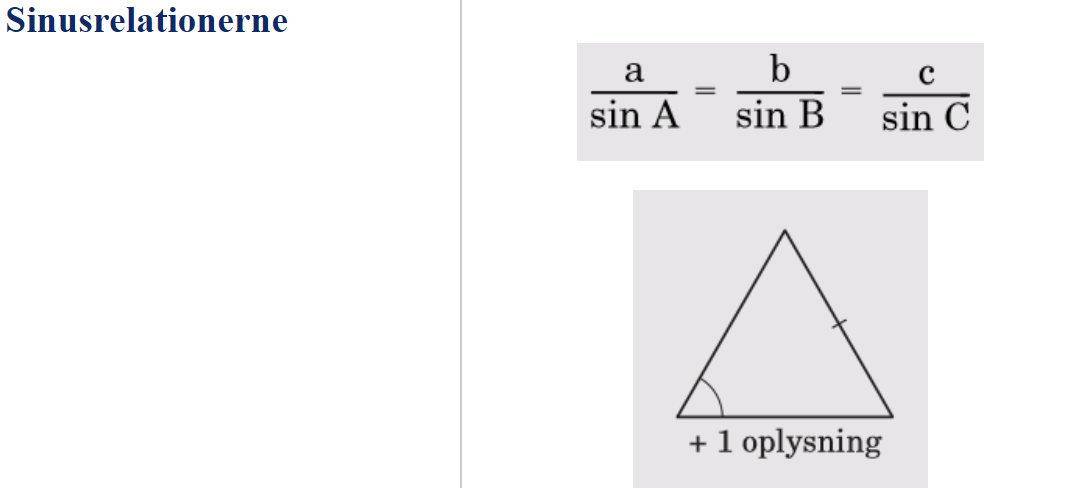 Sinusrelationerne
a b c
= =
sin A sin B sin C
+ 1 oplysning